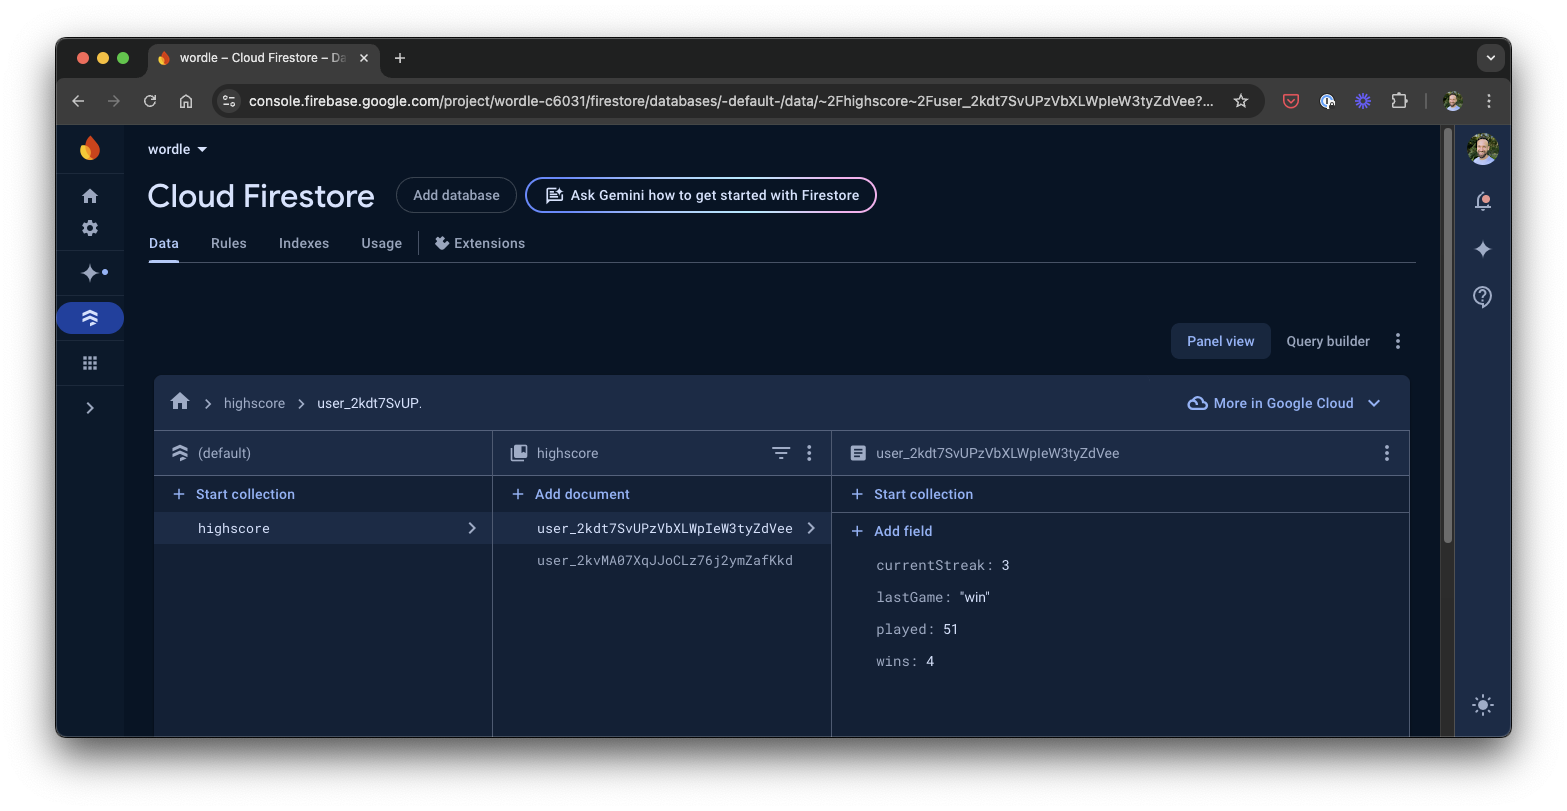 wordle – Cloud Firestore – Da
console.firebase.google.com/project/wordle-c6031/firestore/databases/-default-/data/~2Fhighscore~2Fuser_2kdt7SvUPzVbXLWpIeW3tyZdVee?...
wordle
Cloud Firestore
Add database
Ask Gemini how to get started with Firestore
Data
Rules
Indexes
Usage
Extensions
Panel view
Query builder
highscore
user_2kdt7SvUP.
More in Google Cloud
(default)
highscore
user_2kdt7SvUPzVbXLWpIeW3tyZdVee
+ Start collection
+ Add document
+ Start collection
highscore
user_2kdt7SvUPzVbXLWpIeW3tyZdVee
user_2kvMA07XqJJoCLz76j2ymZafKkd
+ Add field
currentStreak: 3
lastGame: "win"
played: 51
wins: 4